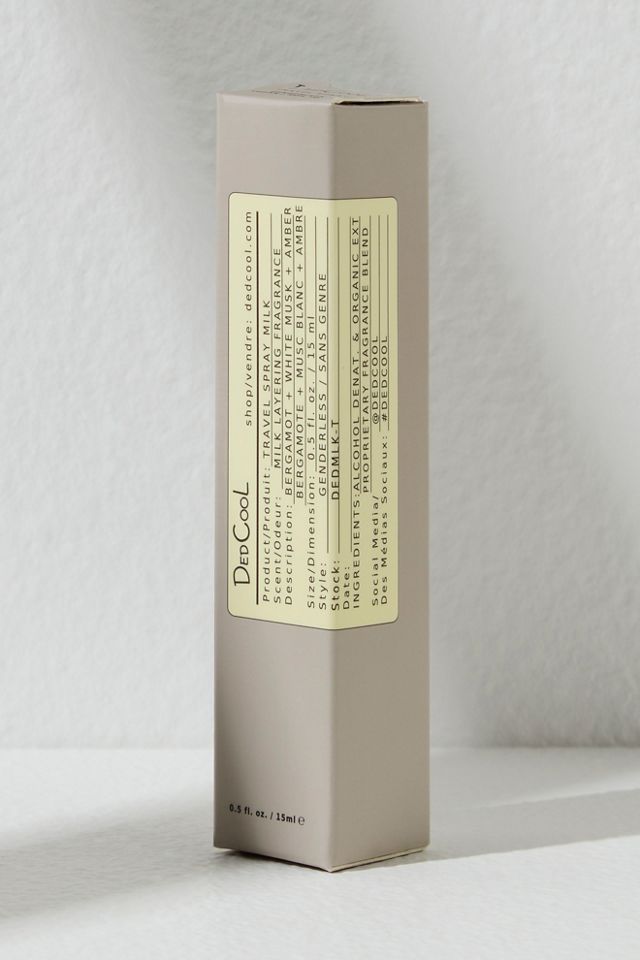 DEDCOOL
shop/vendre: dedcool.com
Product/Produit: TRAVEL SPRAY MILK
Scent/Odeur: MILK LAYERING FRAGRANCE
Description: BERGAMOT + WHITE MUSK + AMBER
BERGAMOTE + MUSC BLANC + AMBRE
Size/Dimension: 0.5 fl. oz. / 15 ml
Style: GENDERLESS / SANS GENRE
Stock: DEDMLK-T
Date:
INGREDIENTS: ALCOHOL DENAT. & ORGANIC EXT
PROPRIETARY FRAGRANCE BLEND
Social Media/ @DEDCOOL
Des Médias Sociaux: #DEDCOOL
0.5 fl. oz. / 15ml ℮